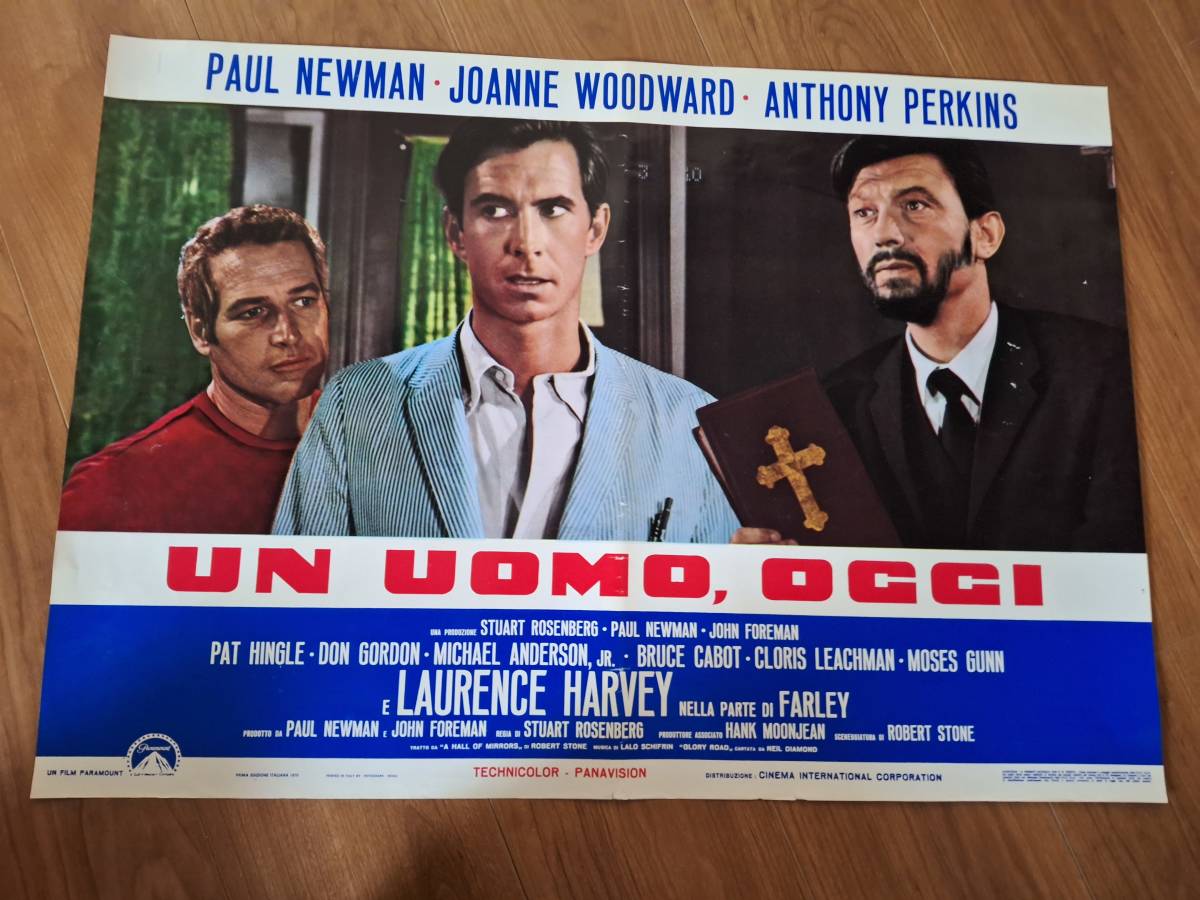 PAUL NEWMAN · JOANNE WOODWARD · ANTHONY PERKINS
UN UOMO, OGGI
UNA PRODUZIONE STUART ROSENBERG · PAUL NEWMAN · JOHN FOREMAN
PAT HINGLE · DON GORDON · MICHAEL ANDERSON, JR. · BRUCE CABOT · CLORIS LEACHMAN · MOSES GUNN
E LAURENCE HARVEY NELLA PARTE DI FARLEY
PRODOTTO DA PAUL NEWMAN E JOHN FOREMAN REGIA DI STUART ROSENBERG PRODUTTORE ASSOCIATO HANK MOONJEAN SCENEGGIATURA DI ROBERT STONE
TRATTO DA "A HALL OF MIRRORS", DI ROBERT STONE MUSICA DI LALO SCHIFRIN "GLORY ROAD", CANTATA DA NEIL DIAMOND
UN FILM PARAMOUNT Paramount PRIMA EDIZIONE ITALIANA 1970 TECHNICOLOR - PANAVISION DISTRIBUZIONE: CINEMA INTERNATIONAL CORPORATION